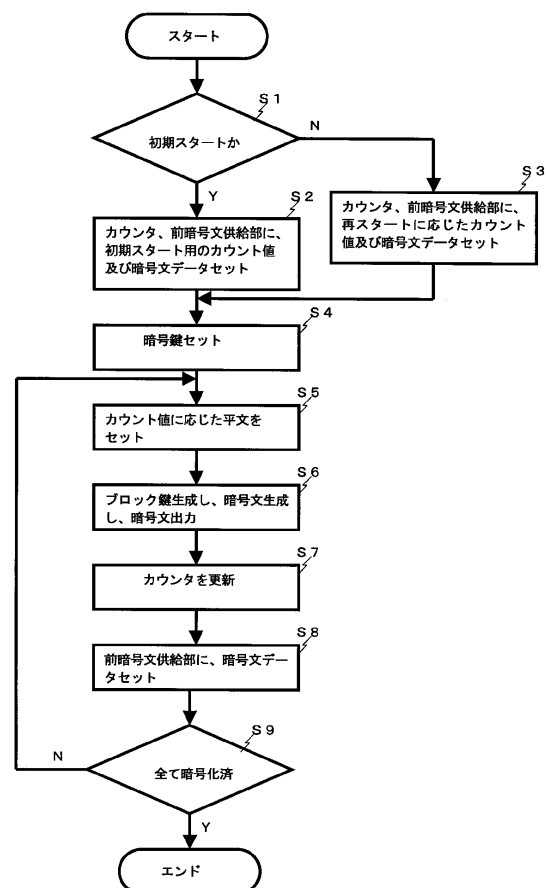 スタート
S1
初期スタートか
N
Y
S2
カウンタ、前暗号文供給部に、
初期スタート用のカウント値
及び暗号文データセット
S3
カウンタ、前暗号文供給部に、
再スタートに応じたカウント
値及び暗号文データセット
S4
暗号鍵セット
S5
カウント値に応じた平文を
セット
S6
ブロック鍵生成し、暗号文生成
し、暗号文出力
S7
カウンタを更新
S8
前暗号文供給部に、暗号文デー
タセット
S9
全て暗号化済
N
Y
エンド